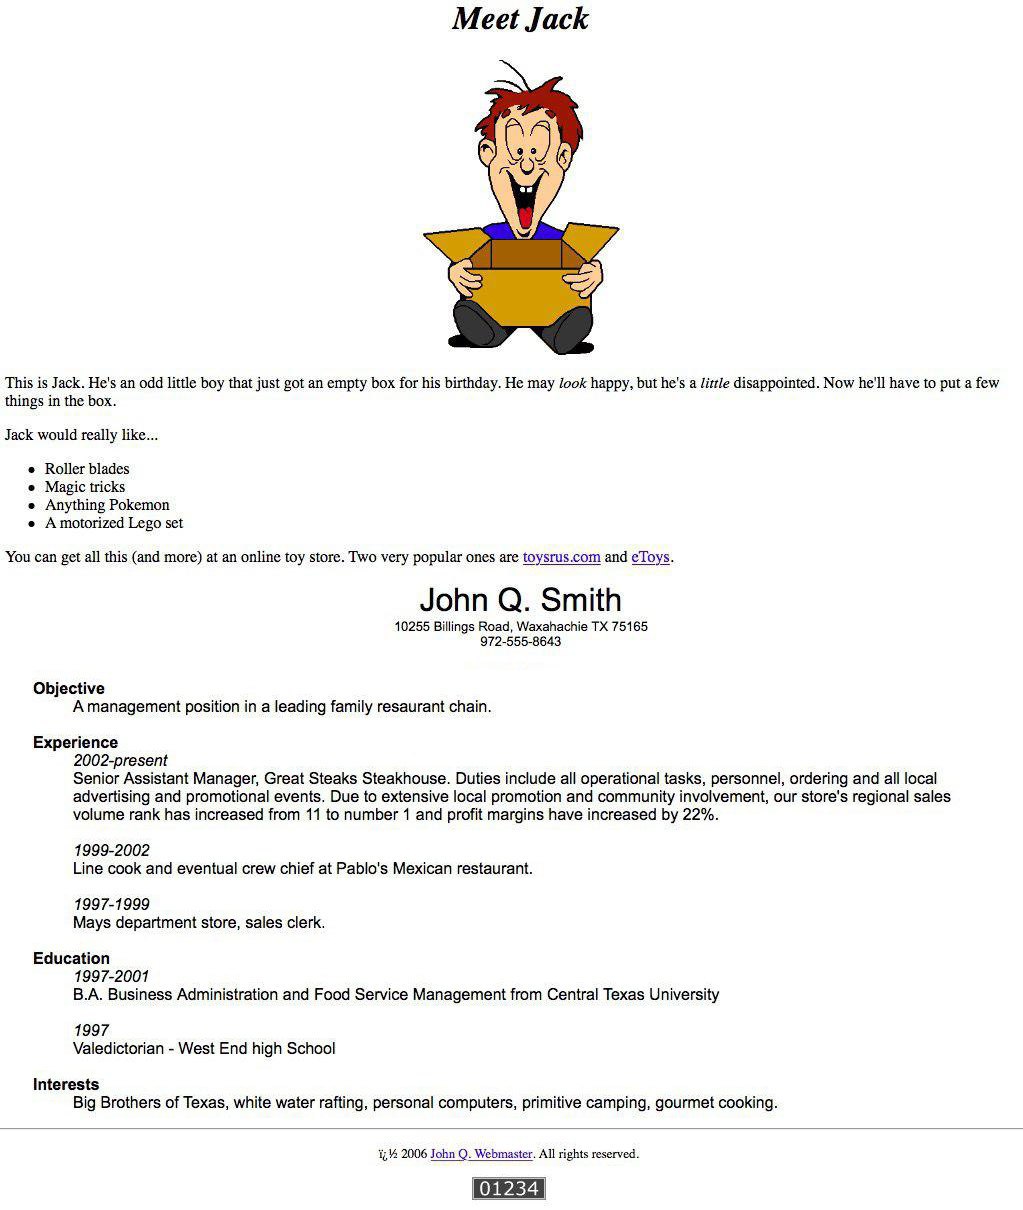 Meet Jack
This is Jack. He's an odd little boy that just got an empty box for his birthday. He may look happy, but he's a little disappointed. Now he'll have to put a few
things in the box.
Jack would really like...
• Roller blades
• Magic tricks
• Anything Pokemon
• A motorized Lego set
You can get all this (and more) at an online toy store. Two very popular ones are toysrus.com and eToys.
John Q. Smith
10255 Billings Road, Waxahachie TX 75165
972-555-8643
Objective
A management position in a leading family resaurant chain.
Experience
2002-present
Senior Assistant Manager, Great Steaks Steakhouse. Duties include all operational tasks, personnel, ordering and all local
advertising and promotional events. Due to extensive local promotion and community involvement, our store's regional sales
volume rank has increased from 11 to number 1 and profit margins have increased by 22%.
1999-2002
Line cook and eventual crew chief at Pablo's Mexican restaurant.
1997-1999
Mays department store, sales clerk.
Education
1997-2001
B.A. Business Administration and Food Service Management from Central Texas University
1997
Valedictorian - West End high School
Interests
Big Brothers of Texas, white water rafting, personal computers, primitive camping, gourmet cooking.
ï¿½ 2006 John Q. Webmaster. All rights reserved.
01234